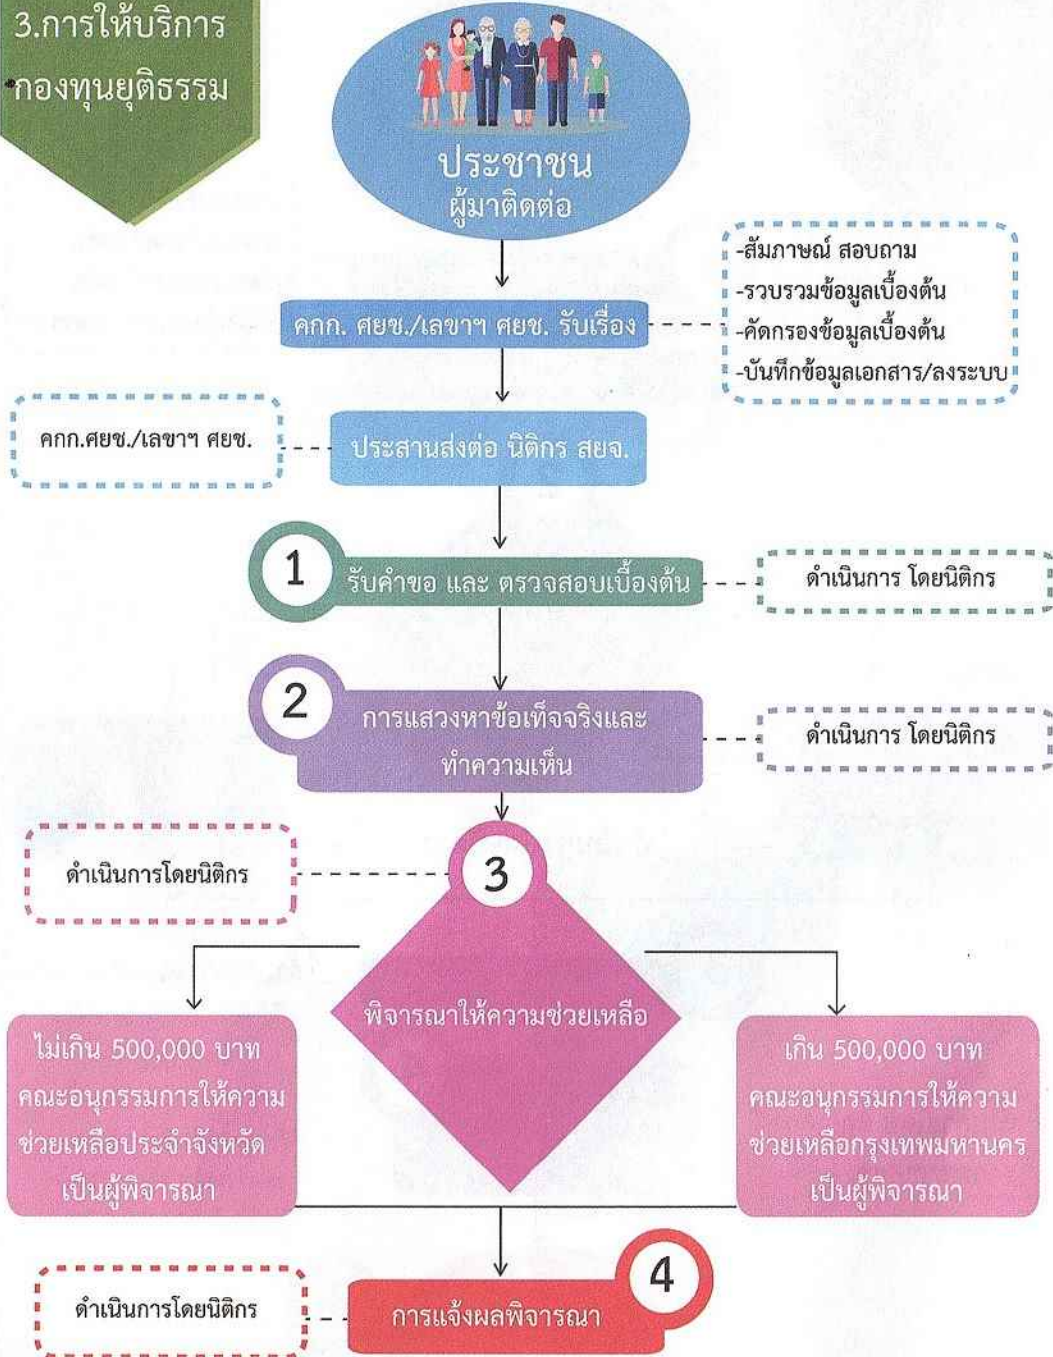 3.การให้บริการ
กองทุนยุติธรรม
ประชาชน
ผู้มาติดต่อ
คกก. ศยช./เลขาฯ ศยช. รับเรื่อง
-สัมภาษณ์ สอบถาม
-รวบรวมข้อมูลเบื้องต้น
-คัดกรองข้อมูลเบื้องต้น
-บันทึกข้อมูลเอกสาร/ลงระบบ
คกก.ศยช./เลขาฯ ศยช.
ประสานส่งต่อ นิติกร สยจ.
1
รับคำขอ และ ตรวจสอบเบื้องต้น
ดำเนินการ โดยนิติกร
2
การแสวงหาข้อเท็จจริงและ
ทำความเห็น
ดำเนินการ โดยนิติกร
3
ดำเนินการโดยนิติกร
พิจารณาให้ความช่วยเหลือ
ไม่เกิน 500,000 บาท
คณะอนุกรรมการให้ความ
ช่วยเหลือประจำจังหวัด
เป็นผู้พิจารณา
เกิน 500,000 บาท
คณะอนุกรรมการให้ความ
ช่วยเหลือกรุงเทพมหานคร
เป็นผู้พิจารณา
4
ดำเนินการโดยนิติกร
การแจ้งผลพิจารณา